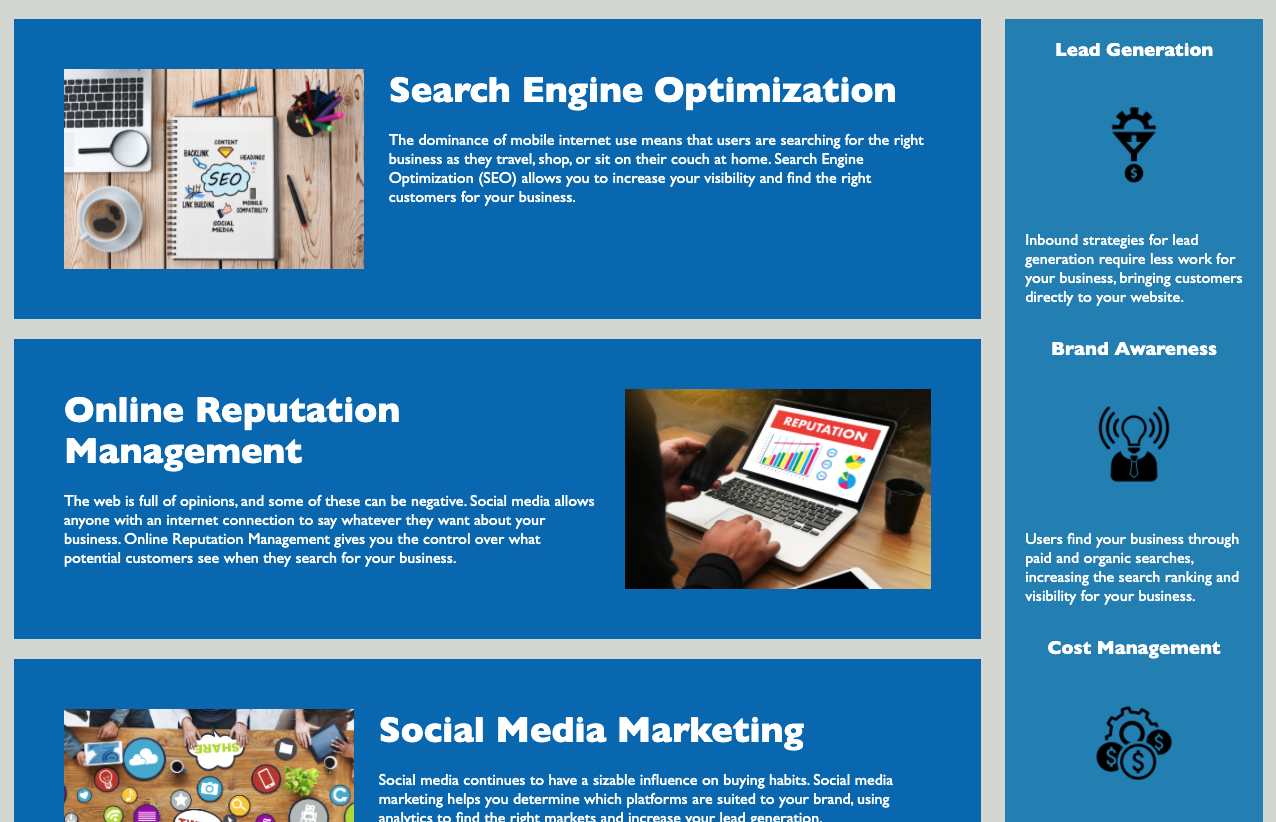 Search Engine Optimization
The dominance of mobile internet use means that users are searching for the right
business as they travel, shop, or sit on their couch at home. Search Engine
Optimization (SEO) allows you to increase your visibility and find the right
customers for your business.
CONTENT
BACKLINK
HEADINGS
SEO
LINK BUILDING
MOBILE
COMPATIBILITY
SOCIAL
MEDIA
Online Reputation
Management
The web is full of opinions, and some of these can be negative. Social media allows
anyone with an internet connection to say whatever they want about your
business. Online Reputation Management gives you the control over what
potential customers see when they search for your business.
REPUTATION
Social Media Marketing
Social media continues to have a sizable influence on buying habits. Social media
marketing helps you determine which platforms are suited to your brand, using
analytics to find the right markets and increase your lead generation.
SHARE
Lead Generation
$
Inbound strategies for lead
generation require less work for
your business, bringing customers
directly to your website.
Brand Awareness
Users find your business through
paid and organic searches,
increasing the search ranking and
visibility for your business.
Cost Management
$ $ $